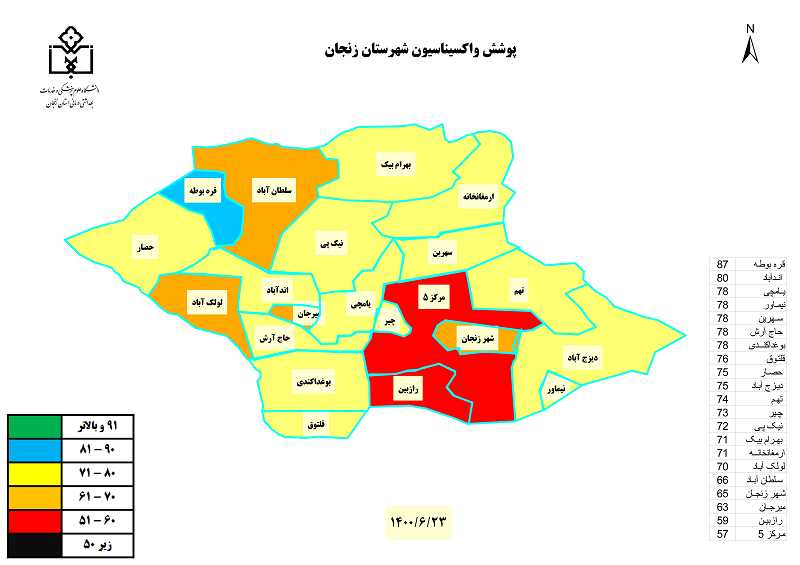 پوشش واکسیناسیون شهرستان زنجان
N
دانشگاه علوم پزشکی و خدمات
بهداشتی درمانی استان زنجان
بهرام بیک
قره بوطه
سلطان آباد
ارمغانخانه
حصار
نیک پی
سهرین
اندآباد
تهم
لولک آباد
یامچی
مرکز ۵
میرجان
چیر
حاج آرش
شهر زنجان
دیزج آباد
بوغداکندی
رازبین
نیماور
قلتوق
۹۱ و بالاتر
۸۱ - ۹۰
۷۱ - ۸۰
۶۱ - ۷۰
۵۱ - ۶۰
زیر ۵۰
۱۴۰۰/۶/۲۳
قره بوطه 87
اندآباد 80
یامچی 78
نیماور 78
سهرین 78
حاج آرش 78
بوغداکندی 78
قلتوق 76
حصار 75
دیزج آباد 75
تهم 74
چیر 73
نیک پی 72
بهرام بیک 71
ارمغانخانه 71
لولک آباد 70
سلطان آباد 66
شهر زنجان 65
میرجان 63
رازبین 59
مرکز 5 57